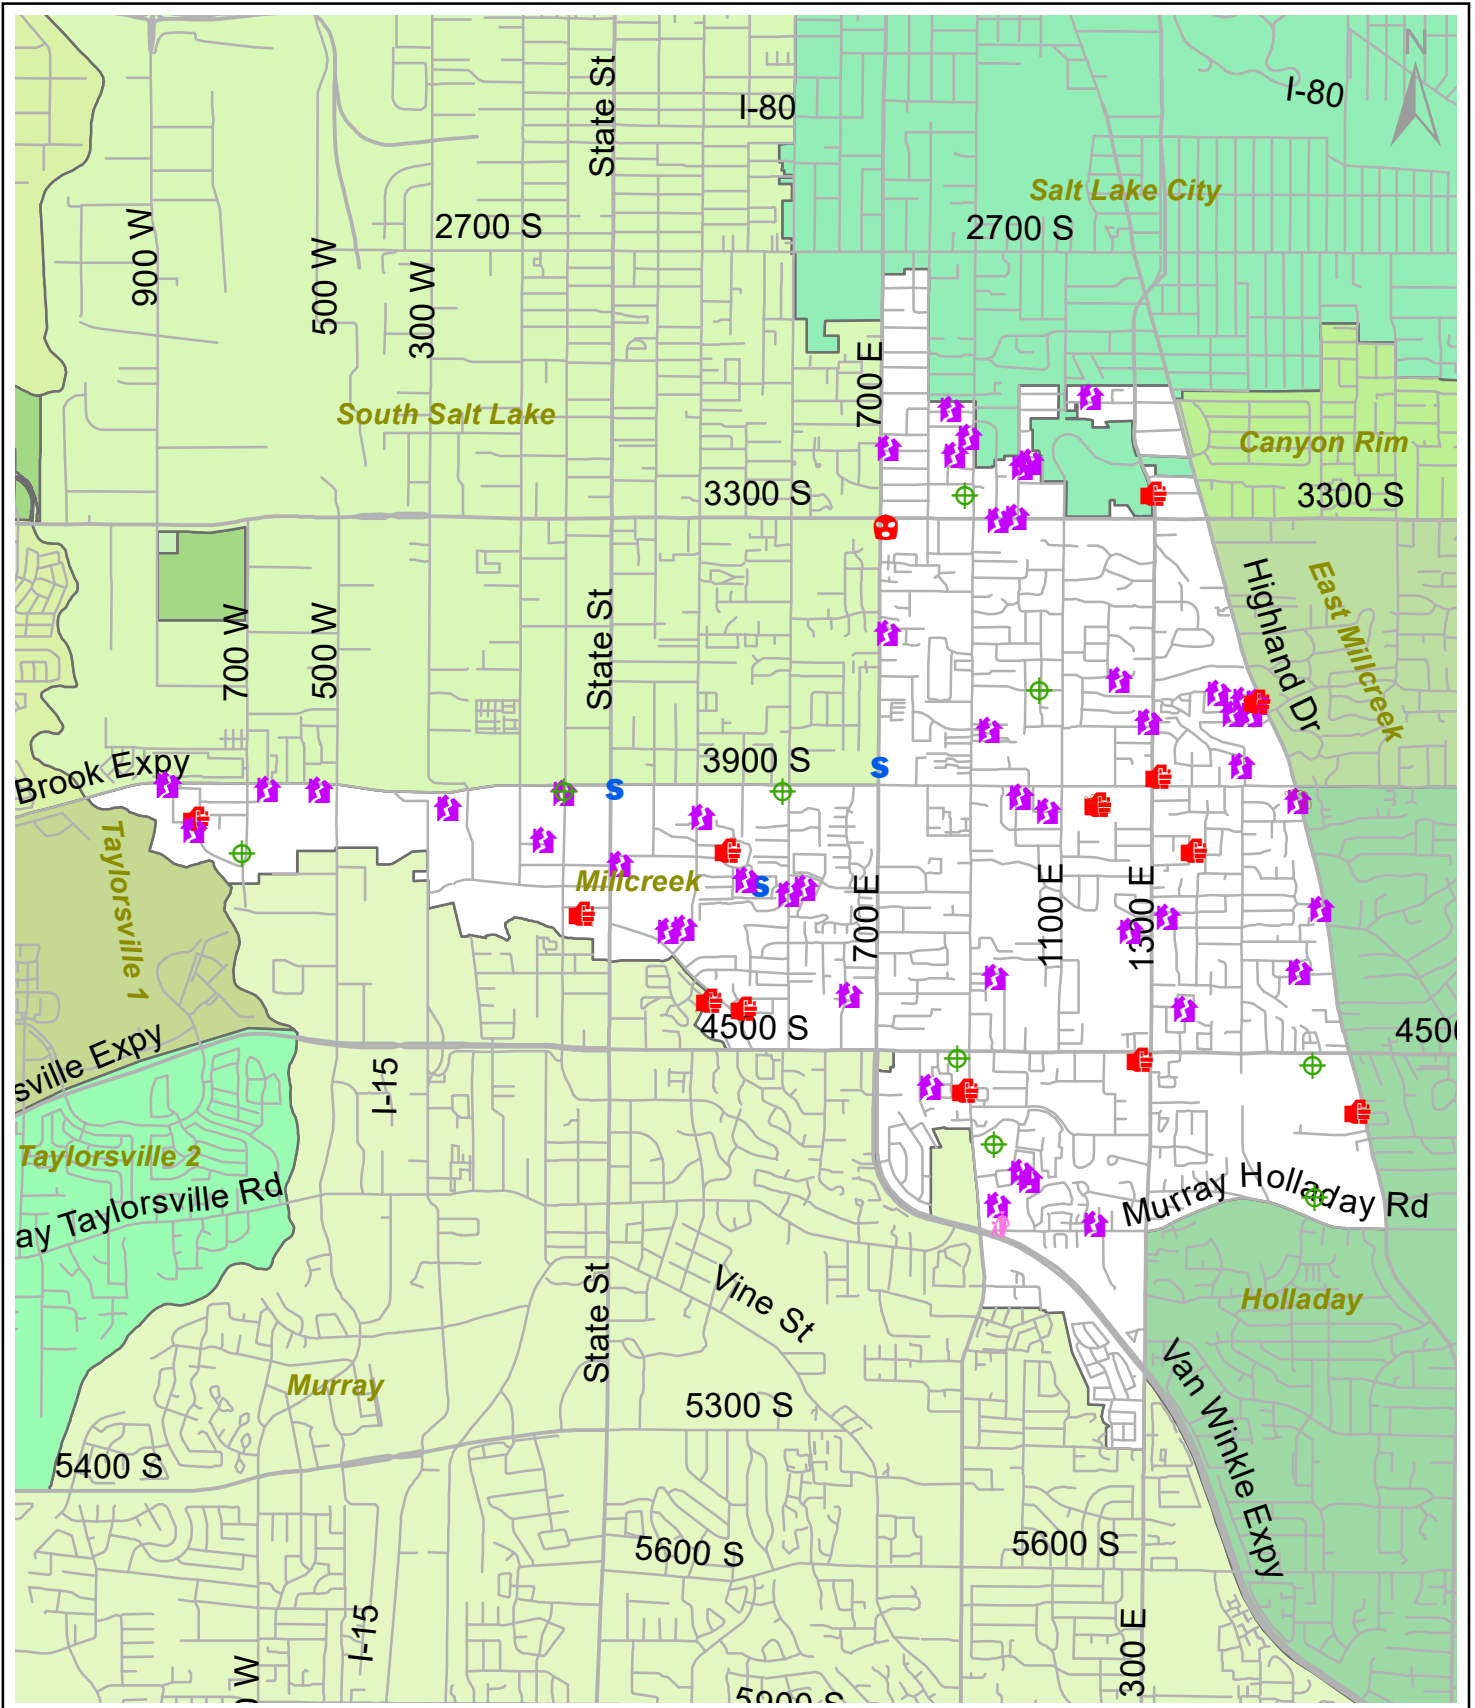 N
I-80
I-80
State St
Salt Lake City
2700 S
2700 S
900 W
500 W
300 W
700 E
South Salt Lake
Canyon Rim
3300 S
3300 S
Highland Dr
East Millcreek
State St
700 W
500 W
3900 S
Brook Expy
S
S
Taylorsville 1
Millcreek
S
700 E
1100 E
1300 E
4500 S
4500
sville Expy
I-15
Taylorsville 2
ay Taylorsville Rd
Murray Holladay Rd
State St
Vine St
Holladay
Murray
Van Winkle Expy
5300 S
5400 S
5600 S
5600 S
I-15
300 E
0 W
5900 S